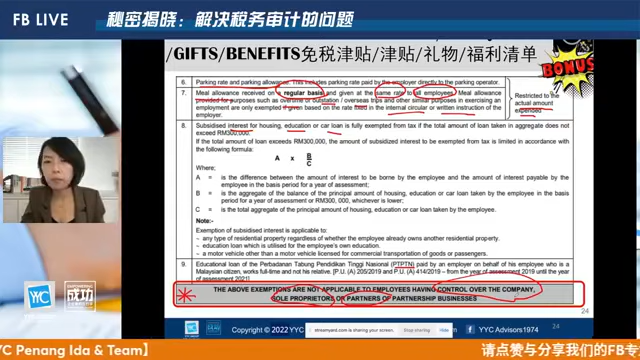 FB LIVE
秘密揭晓：解决税务审计的问题
/GIFTS/BENEFITS免税津贴/津贴/礼物/福利清单
BONUS
6. Parking rate and parking allowance. This includes parking rate paid by the employer directly to the parking operator.
7. Meal allowance received on a regular basis and given at the same rate to all employees. Meal allowance
provided for purposes such as overtime or outstation / overseas trips and other similar purposes in exercising an
employment are only exempted if given based on the rate fixed in the internal circular or written instruction of the
employer.
Restricted to the
actual amount
expended
8. Subsidised interest for housing, education or car loan is fully exempted from tax if the total amount of loan taken in aggregate does not
exceed RM300,000.
If the total amount of loan exceeds RM300,000, the amount of subsidized interest to be exempted from tax is limited in accordance with
the following formula:
A x B
C
Where;
A = is the difference between the amount of interest to be borne by the employee and the amount of interest payable by the
employee in the basis period for a year of assessment;
B = is the aggregate of the balance of the principal amount of housing, education or car loan taken by the employee in the basis
period for a year of assessment or RM300, 000, whichever is lower;
C = is the total aggregate of the principal amount of housing, education or car loan taken by the employee.
Note:-
Exemption of subsidized interest is applicable to:
- any type of residential property regardless of whether the employee already owns another residential property.
- education loan which is utilised for the employee's own education.
- a motor vehicle other than a motor vehicle licensed for commercial transportation of goods or passengers.
9. Educational loan of the Perbadanan Tabung Pendidikan Tinggi Nasional (PTPTN) paid by an employer on behalf of his employee who is a
Malaysian citizen, works full-time and not his relative. [P.U. (A) 205/2019 and P.U. (A) 414/2019 – from the year of assessment 2019 until the year
of assessment 2021]
THE ABOVE EXEMPTIONS ARE NOT APPLICABLE TO EMPLOYEES HAVING CONTROL OVER THE COMPANY,
SOLE PROPRIETORS OR PARTNERS OF PARTNERSHIP BUSINESSES
24
YYC
成功
Copyright © 2022 YYC
streamyard.com is sharing your screen.
Stop sharing
Hide
YYCAdvisors1974
24
YC Penang Ida & Team】
请点赞与分享我们的FB专